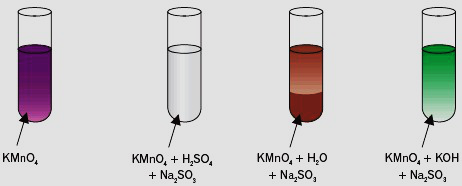 KMnO₄
KMnO₄ + H₂SO₄
+ Na₂SO₃
KMnO₄ + H₂O
+ Na₂SO₃
KMnO₄ + KOH
+ Na₂SO₃